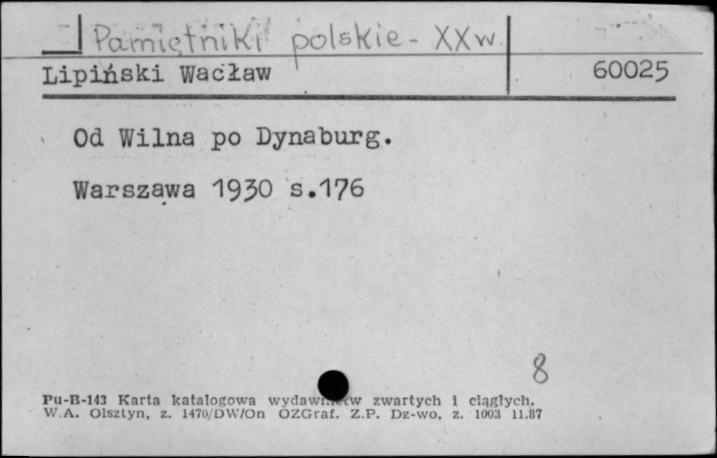 Pamiętniki polskie - XX w.
Lipiński Wacław 60025
Od Wilna po Dynaburg.
Warszawa 1930 s.176
8
Pu-B-143 Karta katalogowa zwartych i ciągłych.
W.A. Olsztyn, z. 1470/DW/On OZGraf. Z.P. Dz-wo, z. 1003 11.87